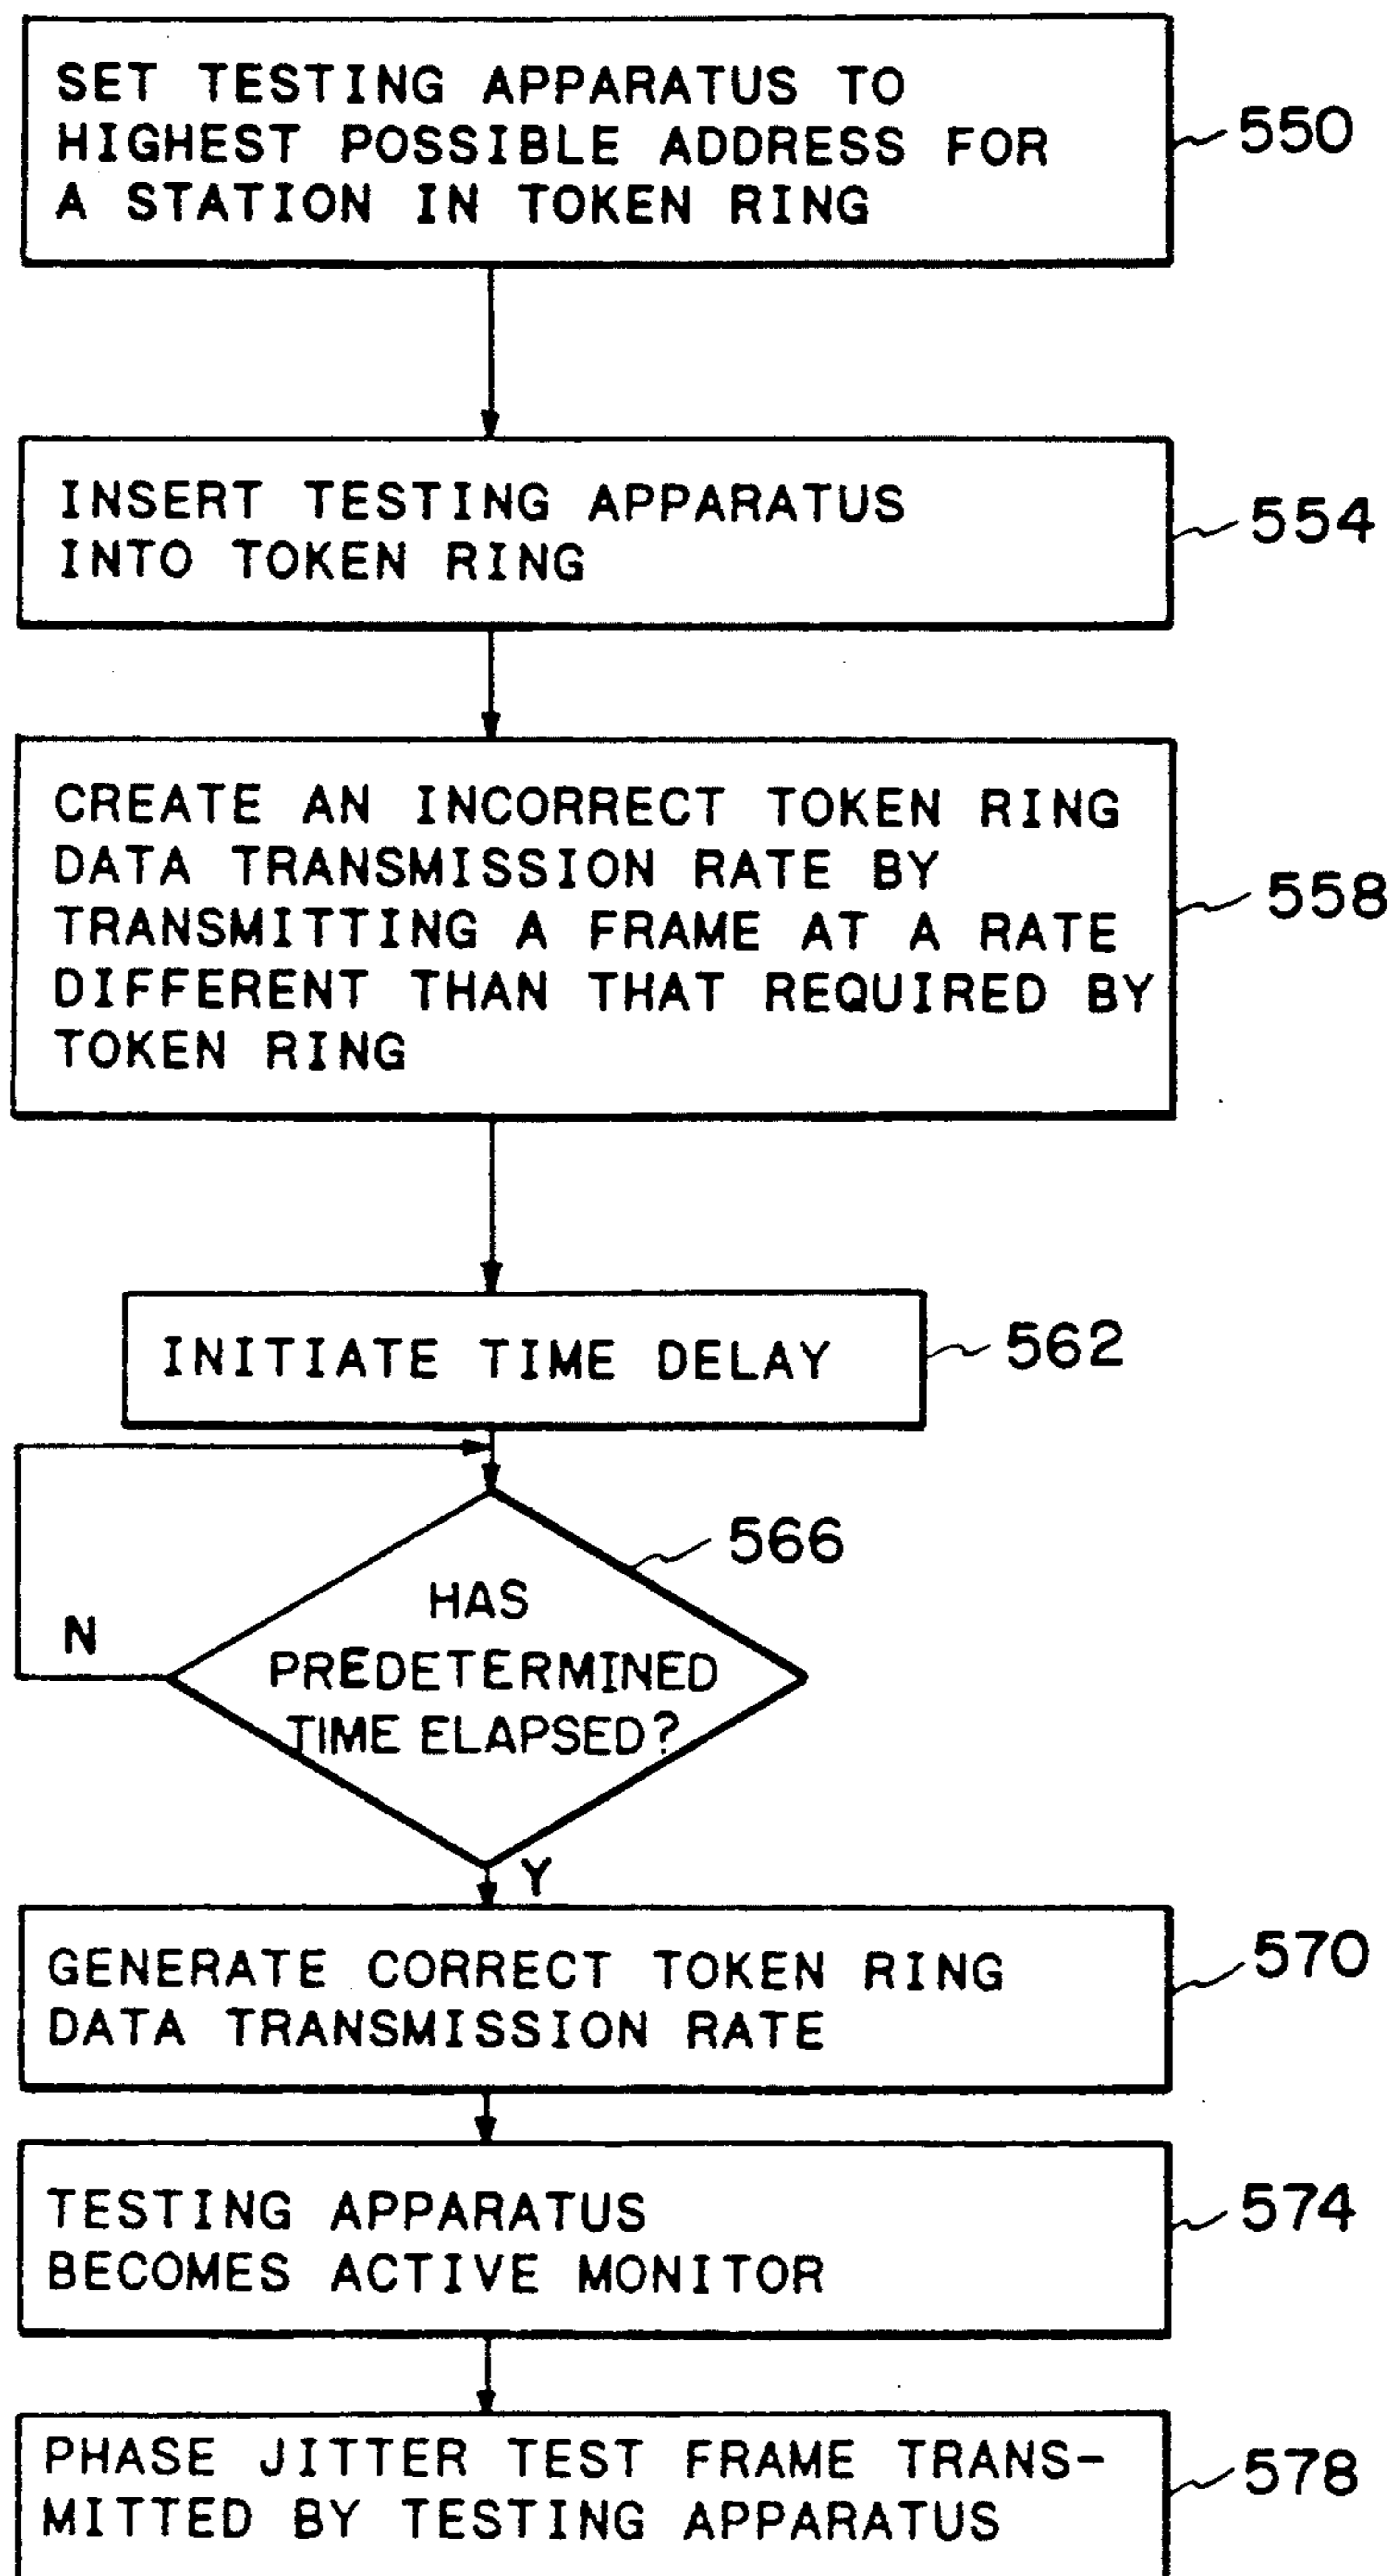 SET TESTING APPARATUS TO
HIGHEST POSSIBLE ADDRESS FOR
A STATION IN TOKEN RING
550
INSERT TESTING APPARATUS
INTO TOKEN RING
554
CREATE AN INCORRECT TOKEN RING
DATA TRANSMISSION RATE BY
TRANSMITTING A FRAME AT A RATE
DIFFERENT THAN THAT REQUIRED BY
TOKEN RING
558
INITIATE TIME DELAY
562
566
HAS
PREDETERMINED
TIME ELAPSED?
N
Y
GENERATE CORRECT TOKEN RING
DATA TRANSMISSION RATE
570
TESTING APPARATUS
BECOMES ACTIVE MONITOR
574
PHASE JITTER TEST FRAME TRANS-
MITTED BY TESTING APPARATUS
578